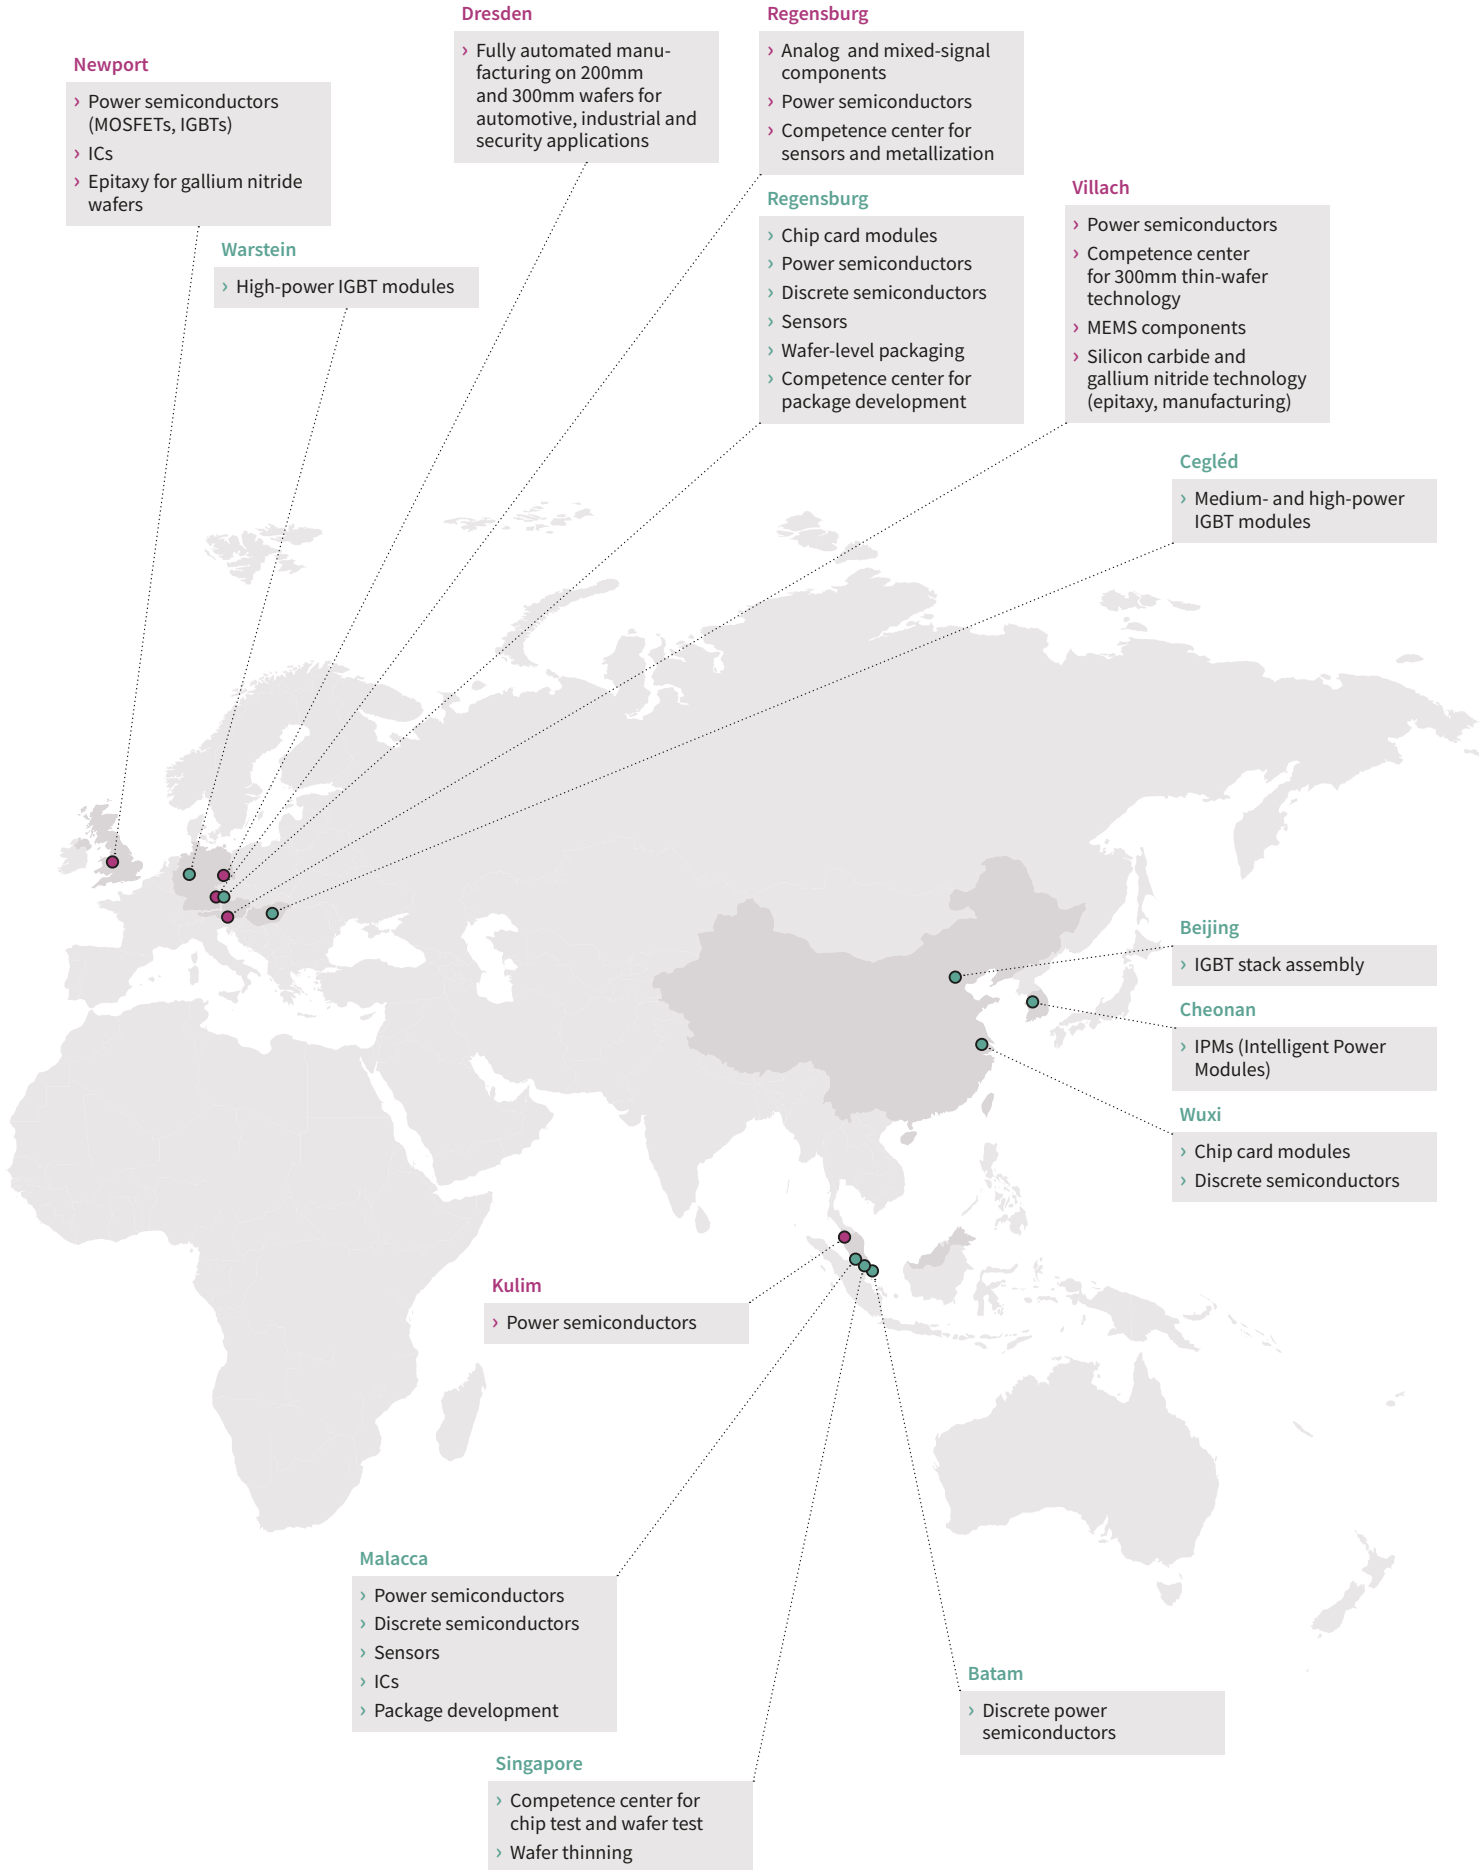 Dresden
› Fully automated manu-
facturing on 200mm
and 300mm wafers for
automotive, industrial and
security applications
Regensburg
› Analog and mixed-signal
components
› Power semiconductors
› Competence center for
sensors and metallization
Newport
› Power semiconductors
(MOSFETs, IGBTs)
› ICs
› Epitaxy for gallium nitride
wafers
Warstein
› High-power IGBT modules
Regensburg
› Chip card modules
› Power semiconductors
› Discrete semiconductors
› Sensors
› Wafer-level packaging
› Competence center for
package development
Villach
› Power semiconductors
› Competence center
for 300mm thin-wafer
technology
› MEMS components
› Silicon carbide and
gallium nitride technology
(epitaxy, manufacturing)
Cegléd
› Medium- and high-power
IGBT modules
Beijing
› IGBT stack assembly
Cheonan
› IPMs (Intelligent Power
Modules)
Wuxi
› Chip card modules
› Discrete semiconductors
Kulim
› Power semiconductors
Malacca
› Power semiconductors
› Discrete semiconductors
› Sensors
› ICs
› Package development
Batam
› Discrete power
semiconductors
Singapore
› Competence center for
chip test and wafer test
› Wafer thinning